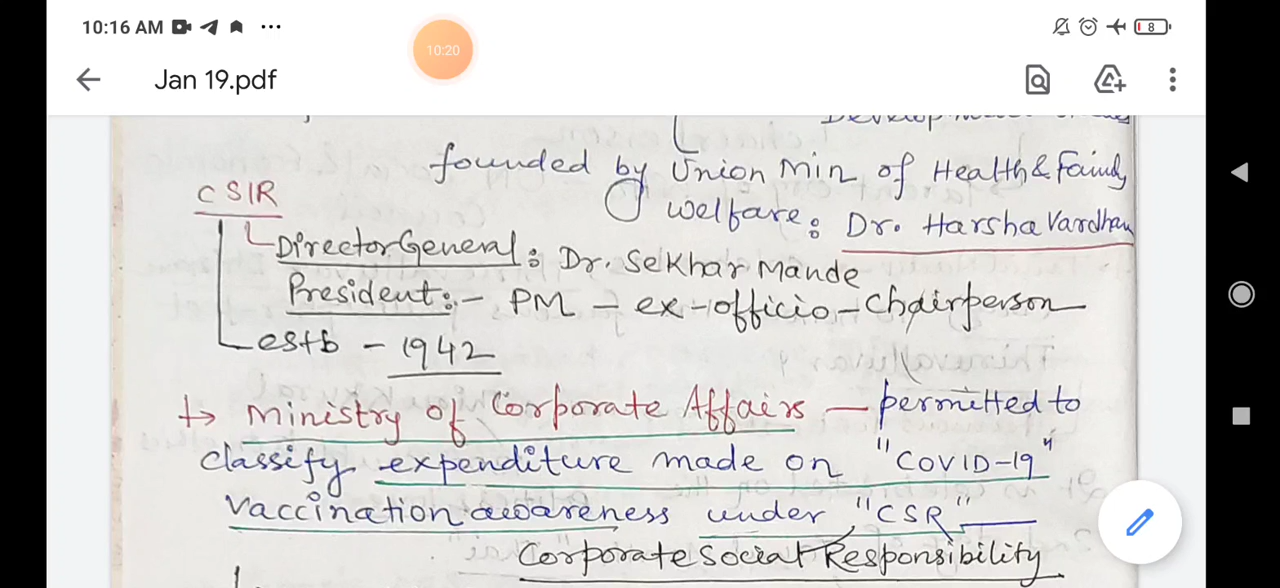 10:16 AM
10:20
8
Jan 19.pdf
founded by Union Min of Health & Family
Welfare: Dr. Harsha Vardhan
CSIR
Director General: Dr. Sekhar Mande
President:- PM - ex-officio-Chairperson
estb - 1942
Ministry of Corporate Affairs - permitted to
classify expenditure made on "COVID-19"
Vaccination awareness under "CSR"
Corporate Social Responsibility